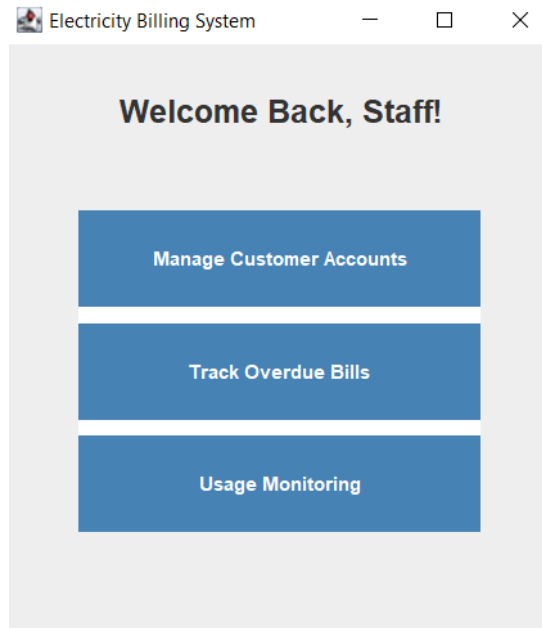 Electricity Billing System
Welcome Back, Staff!
Manage Customer Accounts
Track Overdue Bills
Usage Monitoring